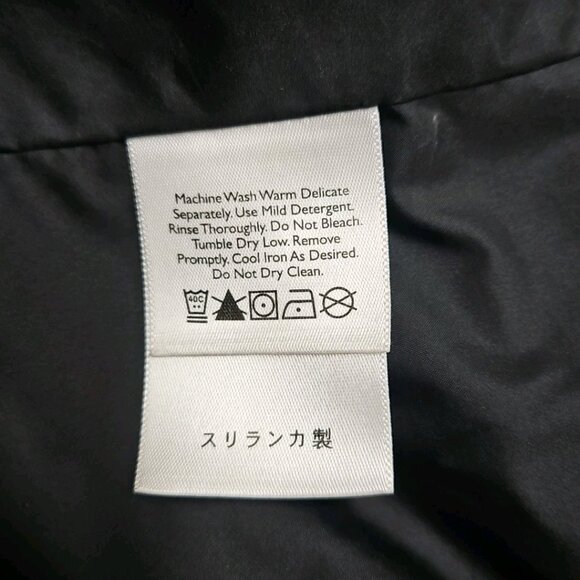 Machine Wash Warm Delicate
Separately. Use Mild Detergent.
Rinse Thoroughly. Do Not Bleach.
Tumble Dry Low. Remove
Promptly. Cool Iron As Desired.
Do Not Dry Clean.
40C
スリランカ製